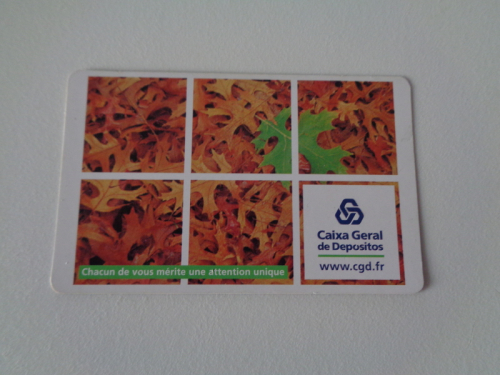 Caixa Geral
de Depositos
www.cgd.fr
Chacun de vous mérite une attention unique